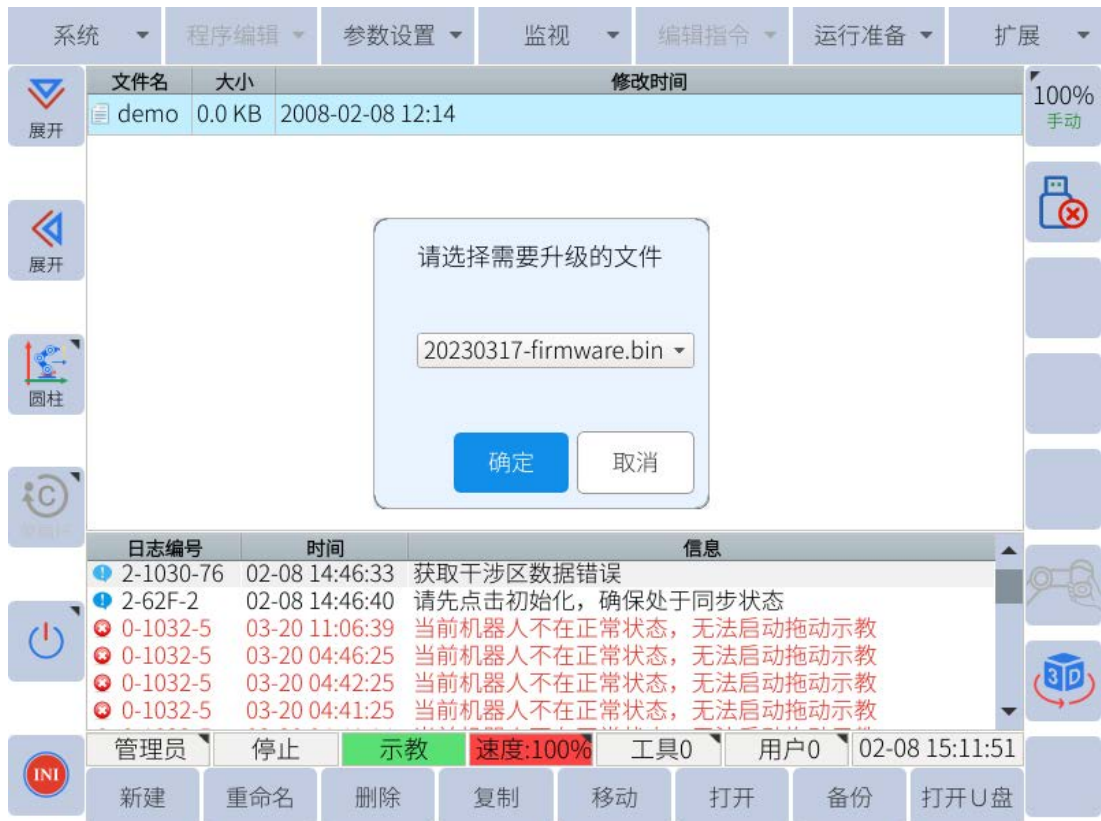 系统 程序编辑 参数设置 监视 编辑指令 运行准备 扩展
展开
展开
圆柱
文件名 大小 修改时间
demo 0.0 KB 2008-02-08 12:14
请选择需要升级的文件
20230317-firmware.bin
确定 取消
100%
手动
3D
日志编号 时间 信息
2-1030-76 02-08 14:46:33 获取干涉区数据错误
2-62F-2 02-08 14:46:40 请先点击初始化，确保处于同步状态
0-1032-5 03-20 11:06:39 当前机器人不在正常状态，无法启动拖动示教
0-1032-5 03-20 04:46:25 当前机器人不在正常状态，无法启动拖动示教
0-1032-5 03-20 04:42:25 当前机器人不在正常状态，无法启动拖动示教
0-1032-5 03-20 04:41:25 当前机器人不在正常状态，无法启动拖动示教
管理员 停止 示教 速度:100% 工具0 用户0 02-08 15:11:51
INI
新建 重命名 删除 复制 移动 打开 备份 打开U盘